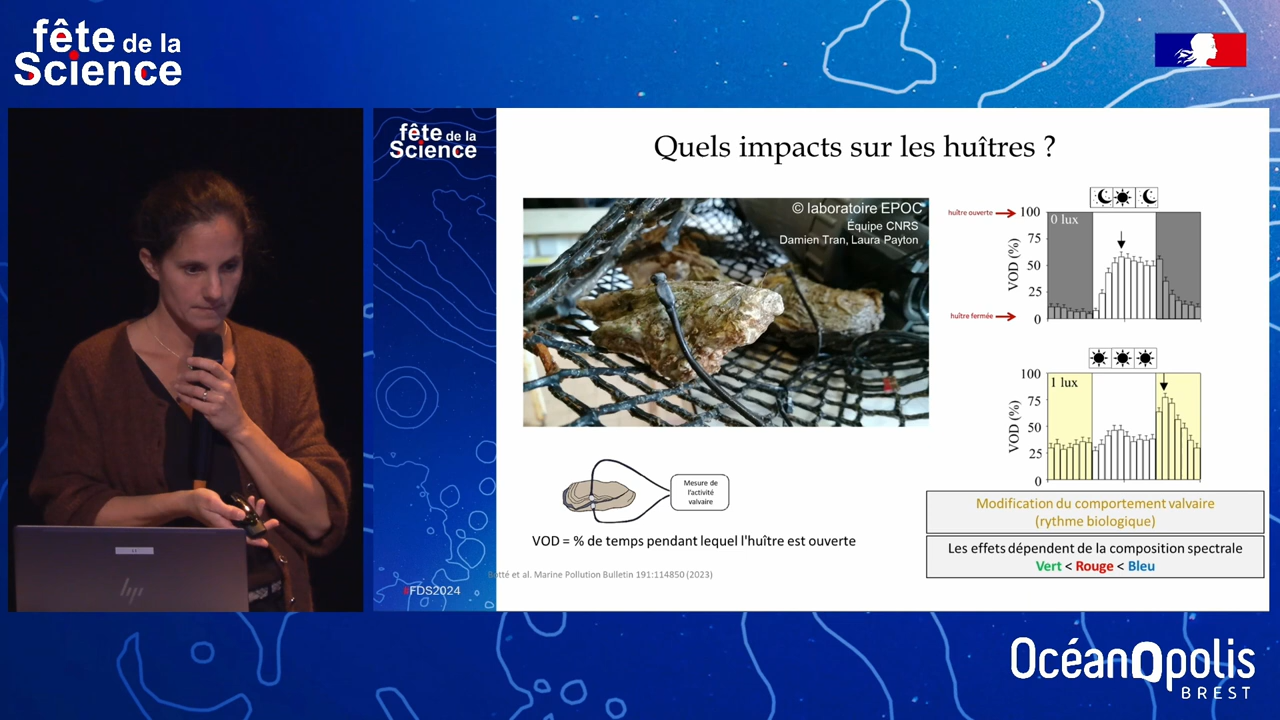 fête de la
Science
fête de la
Science
Quels impacts sur les huîtres ?
© laboratoire EPOC
Équipe CNRS
Damien Tran, Laura Payton
huître ouverte
huître fermée
100
75
50
25
0
VOD (%)
0 lux
100
75
50
25
0
VOD (%)
1 lux
Mesure de
l'activité
valvaire
VOD = % de temps pendant lequel l'huître est ouverte
Modification du comportement valvaire
(rythme biologique)
Les effets dépendent de la composition spectrale
Vert < Rouge < Bleu
Botté et al. Marine Pollution Bulletin 191:114850 (2023)
#FDS2024
hp
OcéanOpolis
BREST